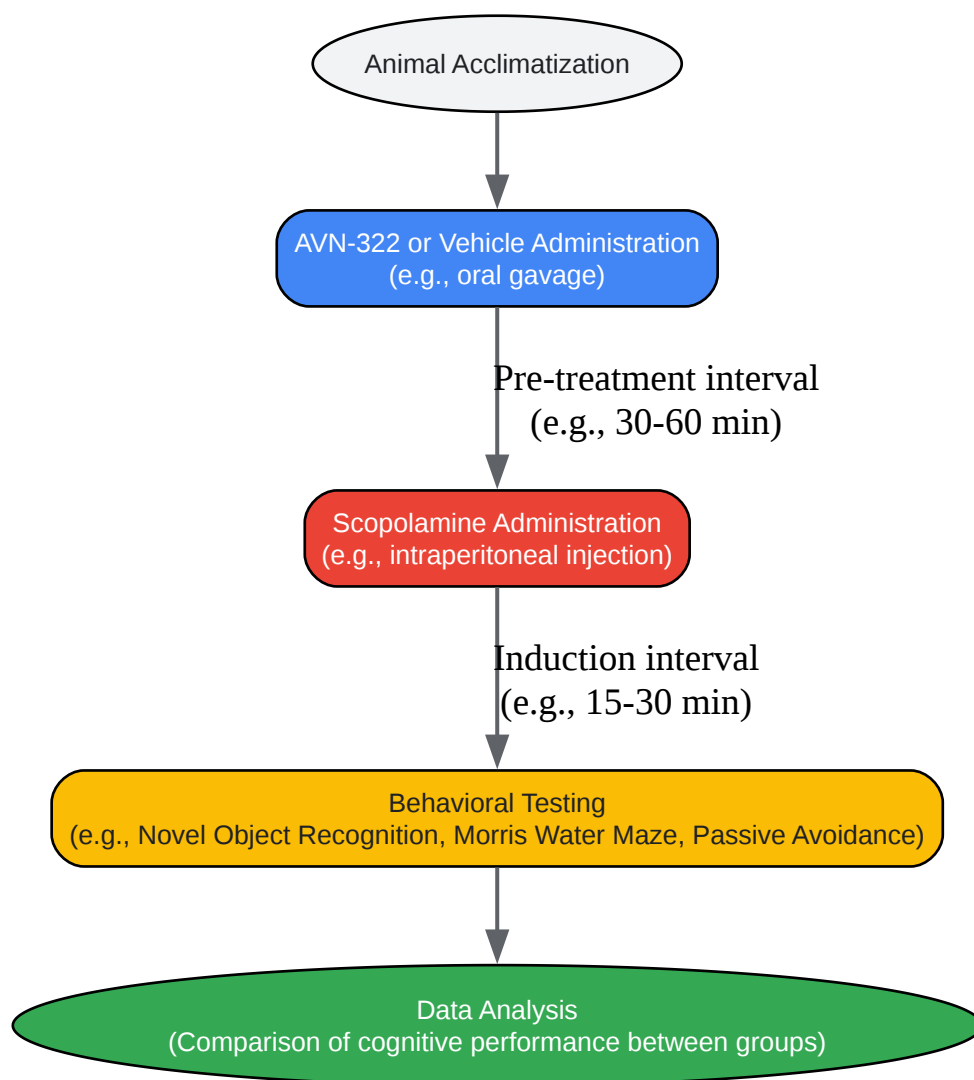 Animal Acclimatization
AVN-322 or Vehicle Administration
(e.g., oral gavage)
Pre-treatment interval
(e.g., 30-60 min)
Scopolamine Administration
(e.g., intraperitoneal injection)
Induction interval
(e.g., 15-30 min)
Behavioral Testing
(e.g., Novel Object Recognition, Morris Water Maze, Passive Avoidance)
Data Analysis
(Comparison of cognitive performance between groups)